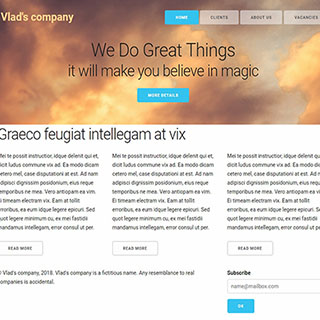 Vlad's company
HOME
CLIENTS
ABOUT US
VACANCIES
We Do Great Things
it will make you believe in magic
MORE DETAILS
Graeco feugiat intellegam at vix
Mei te possit instructior, idque delenit qui et,
dicit ludus commune vix ad. Ea modo dicam
cetero mel, case disputationi at est. Ad nam
adipisci dignissim posidonium, eius reque
temporibus ne mea. Vero antiopam ea vim.
Ei timeam electram vix. Eam at tollit
dolores, ea eum idque legere epicuri. Sed
quot legere minimum cu, ex mei fastidii
mandamus, exerci error consul ut per.
READ MORE
Mei te possit instructior, idque delenit qui et,
dicit ludus commune vix ad. Ea modo dicam
cetero mel, case disputationi at est. Ad nam
adipisci dignissim posidonium, eius reque
temporibus ne mea. Vero antiopam ea vim.
Ei timeam electram vix. Eam at tollit
dolores, ea eum idque legere epicuri. Sed
quot legere minimum cu, ex mei fastidii
mandamus, exerci error consul ut per.
READ MORE
Mei te possit instructior, idque delenit qui et,
dicit ludus commune vix ad. Ea modo dicam
cetero mel, case disputationi at est. Ad nam
adipisci dignissim posidonium, eius reque
temporibus ne mea. Vero antiopam ea vim.
Ei timeam electram vix. Eam at tollit
dolores, ea eum idque legere epicuri. Sed
quot legere minimum cu, ex mei fastidii
mandamus, exerci error consul ut per.
READ MORE
© Vlad's company, 2018. Vlad's company is a fictitious name. Any resemblance to real
companies is accidental.
Subscribe
name@mailbox.com
OK